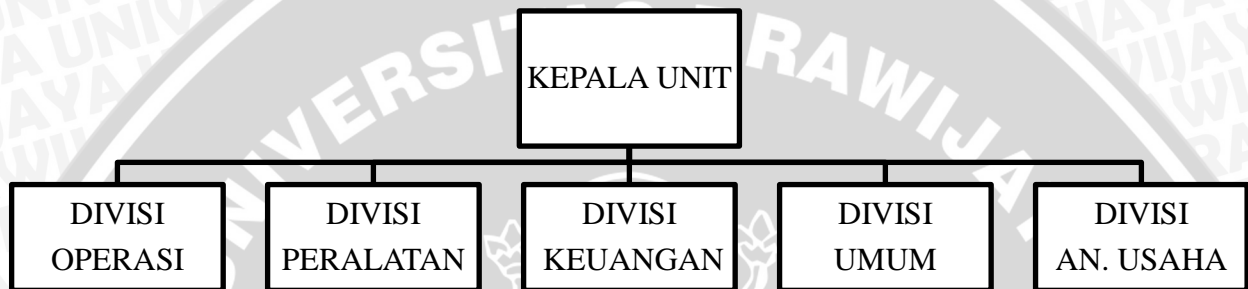 KEPALA UNIT
DIVISI
OPERASI
DIVISI
PERALATAN
DIVISI
KEUANGAN
DIVISI
UMUM
DIVISI
AN. USAHA